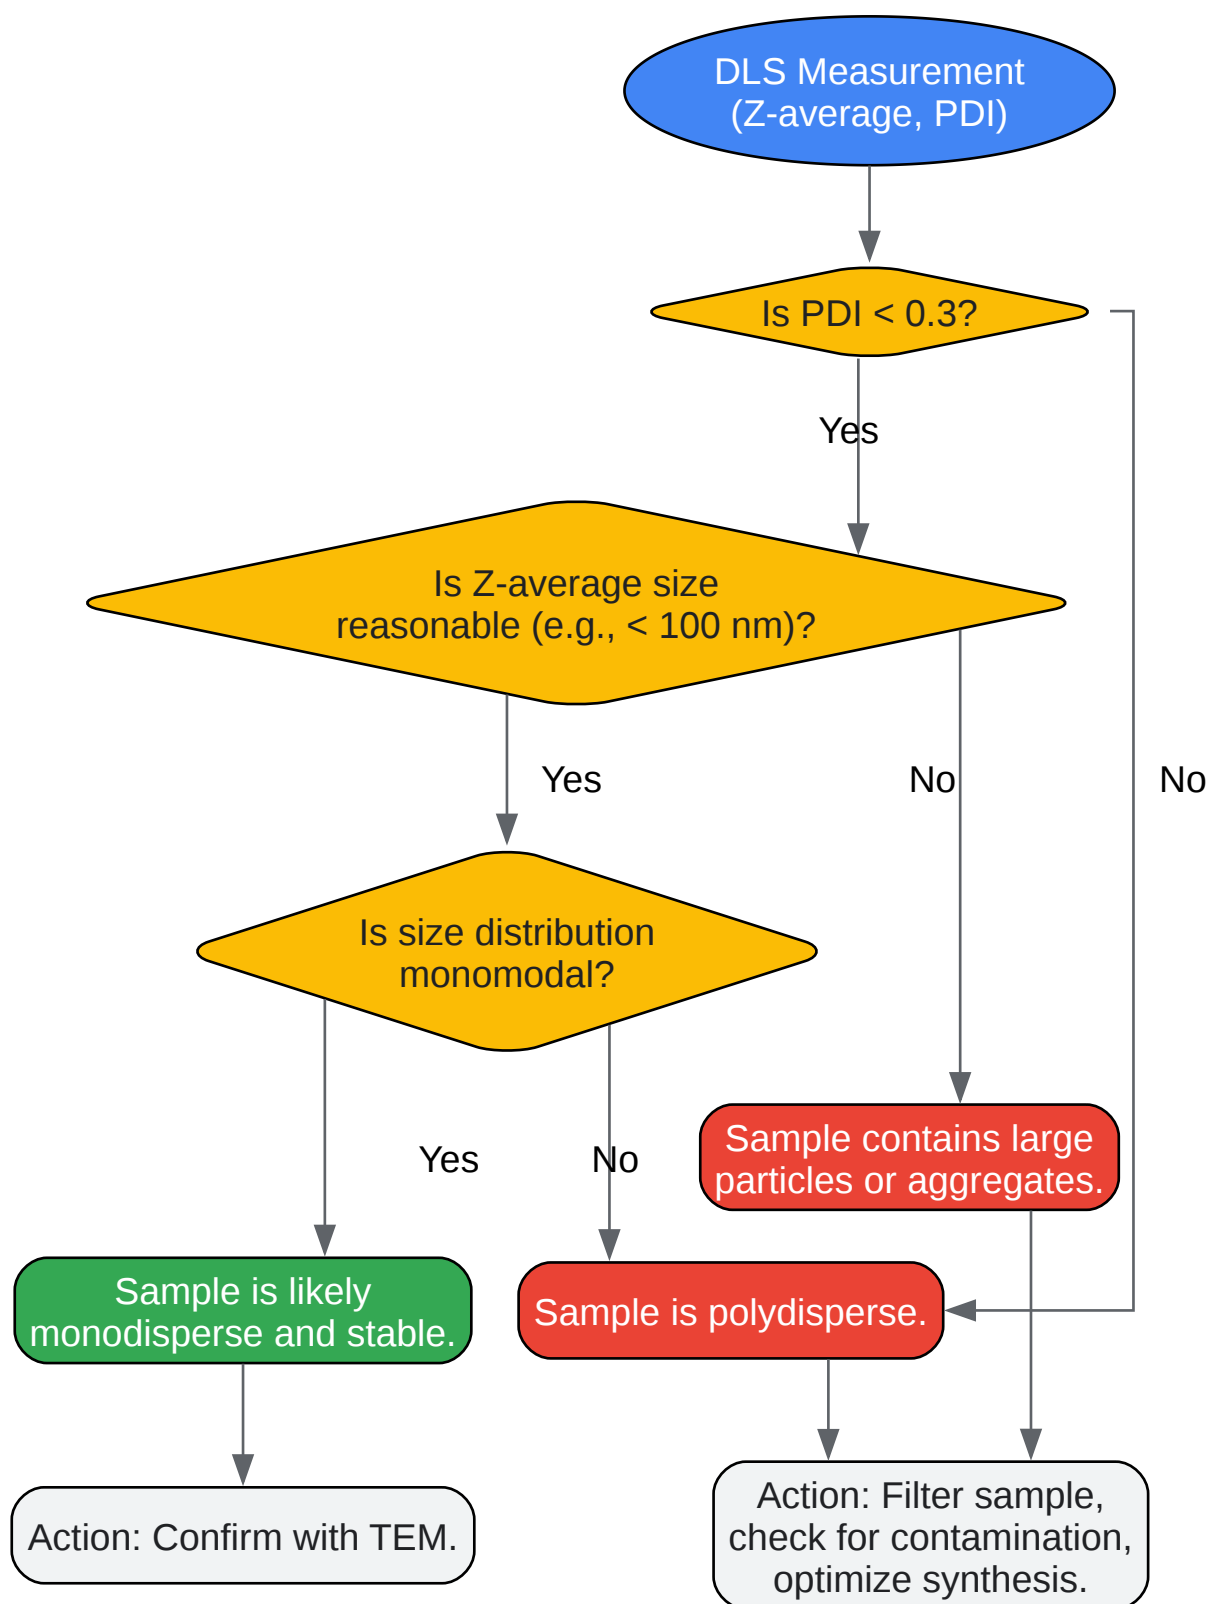 DLS Measurement
(Z-average, PDI)
Is PDI < 0.3?
Yes
Is Z-average size
reasonable (e.g., < 100 nm)?
Yes
No
No
Is size distribution
monomodal?
Sample contains large
particles or aggregates.
Yes
No
Sample is likely
monodisperse and stable.
Sample is polydisperse.
Action: Confirm with TEM.
Action: Filter sample,
check for contamination,
optimize synthesis.